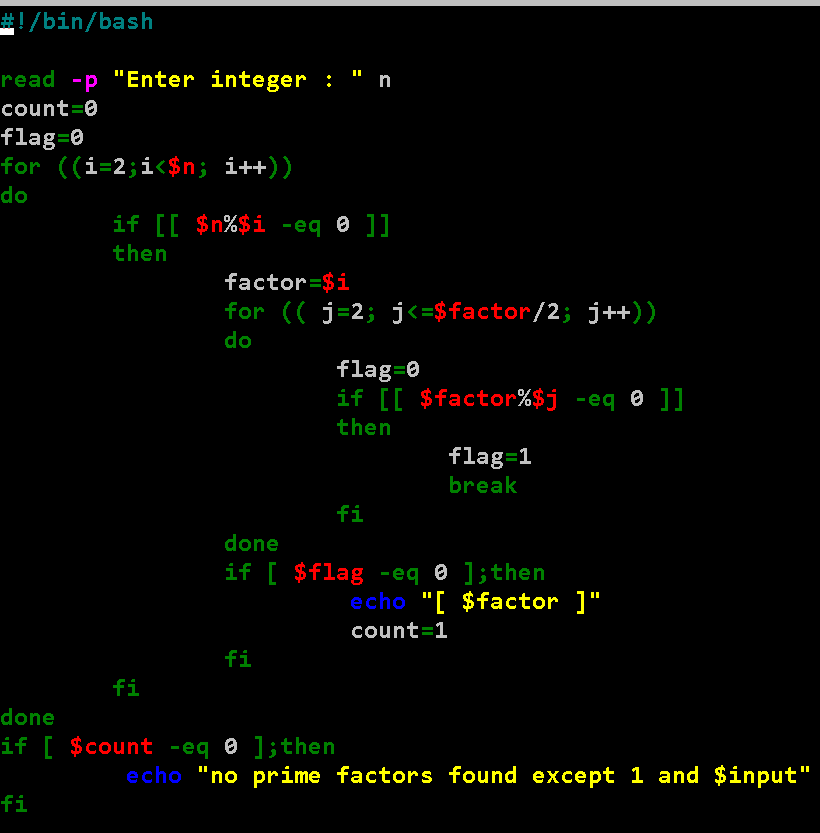 #!/bin/bash
read -p "Enter integer : " n
count=0
flag=0
for ((i=2;i<$n; i++))
do
if [[ $n%$i -eq 0 ]]
then
factor=$i
for (( j=2; j<=$factor/2; j++))
do
flag=0
if [[ $factor%$j -eq 0 ]]
then
flag=1
break
fi
done
if [ $flag -eq 0 ];then
echo "[ $factor ]"
count=1
fi
fi
done
if [ $count -eq 0 ];then
echo "no prime factors found except 1 and $input"
fi